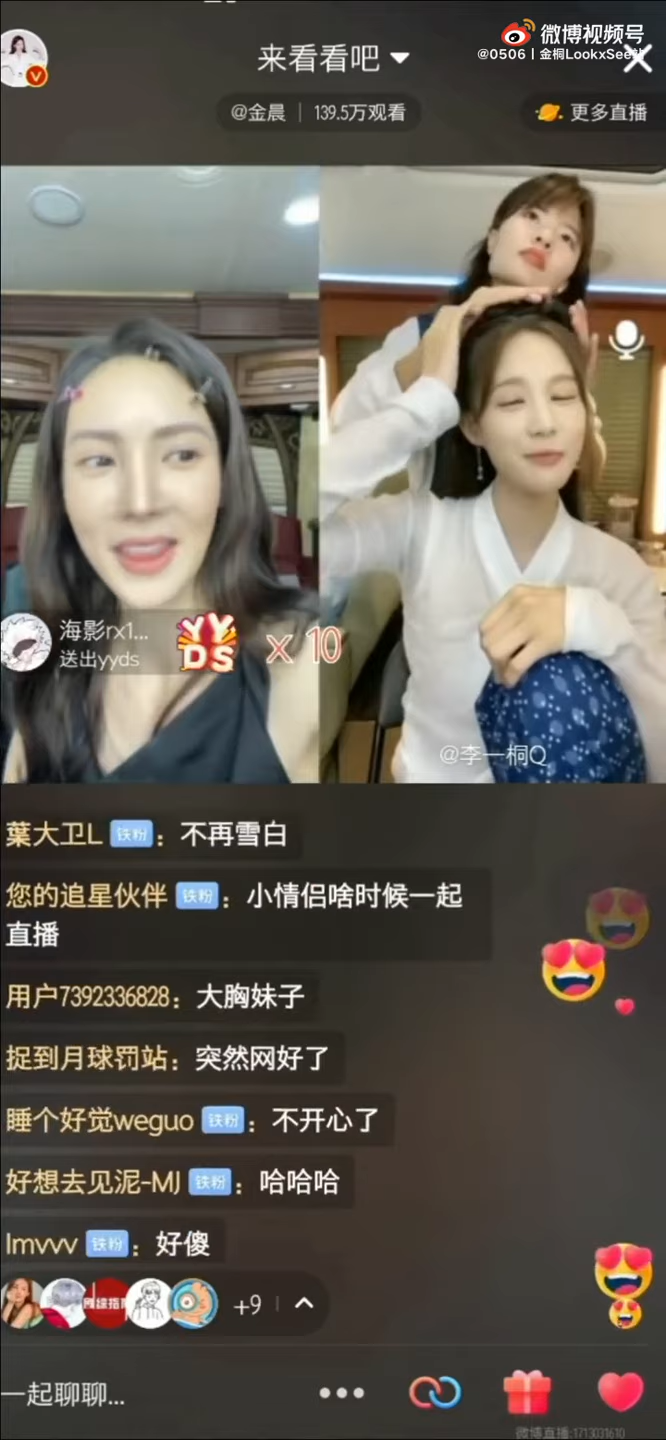 微博视频号
来看看吧
@0506 | 金桐LookxSee站
@金晨 | 139.5万观看
更多直播
海影rx1...
送出yyds
YY
DS
x 10
@李一桐Q
葉大卫L 铁粉：不再雪白
您的追星伙伴 铁粉：小情侣啥时候一起
直播
用户7392336828：大胸妹子
捉到月球罚站：突然网好了
睡个好觉weguo 铁粉：不开心了
好想去见泥-MJ 铁粉：哈哈哈
lmvvv 铁粉：好傻
+9
一起聊聊...
微博直播:1713031610